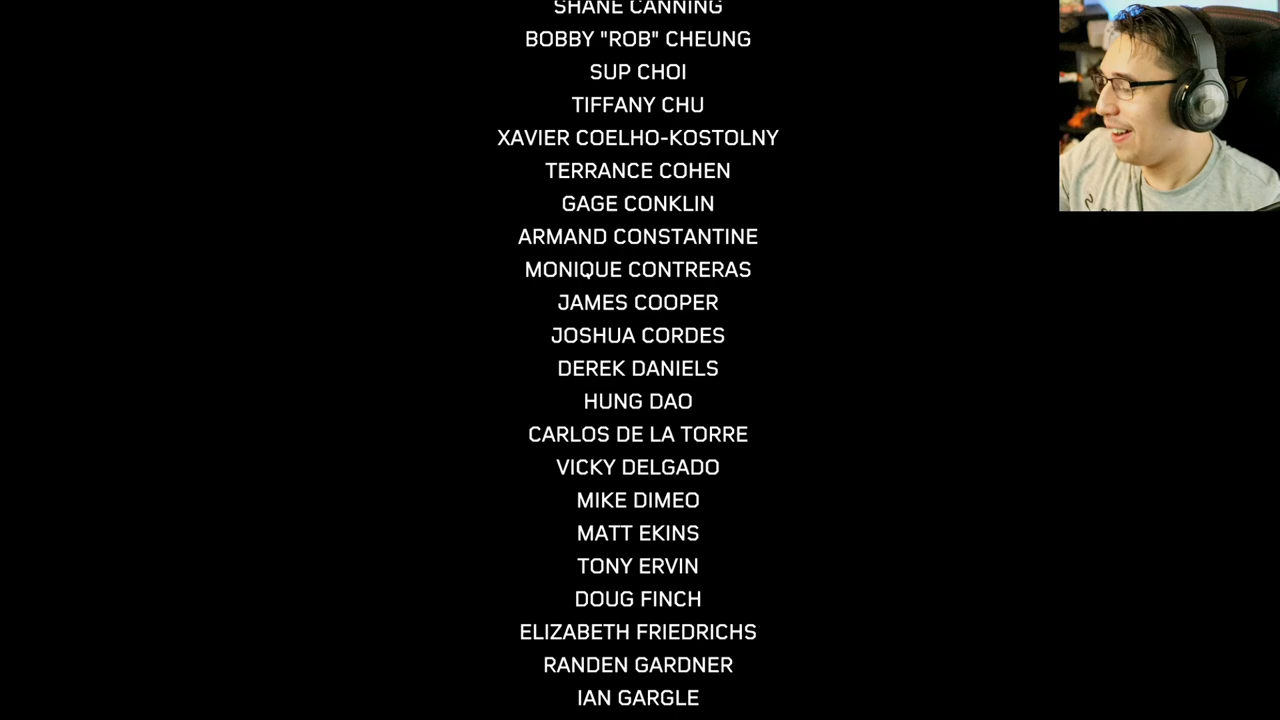 SHANE CANNING
BOBBY "ROB" CHEUNG
SUP CHOI
TIFFANY CHU
XAVIER COELHO-KOSTOLNY
TERRANCE COHEN
GAGE CONKLIN
ARMAND CONSTANTINE
MONIQUE CONTRERAS
JAMES COOPER
JOSHUA CORDES
DEREK DANIELS
HUNG DAO
CARLOS DE LA TORRE
VICKY DELGADO
MIKE DIMEO
MATT EKINS
TONY ERVIN
DOUG FINCH
ELIZABETH FRIEDRICHS
RANDEN GARDNER
IAN GARGLE